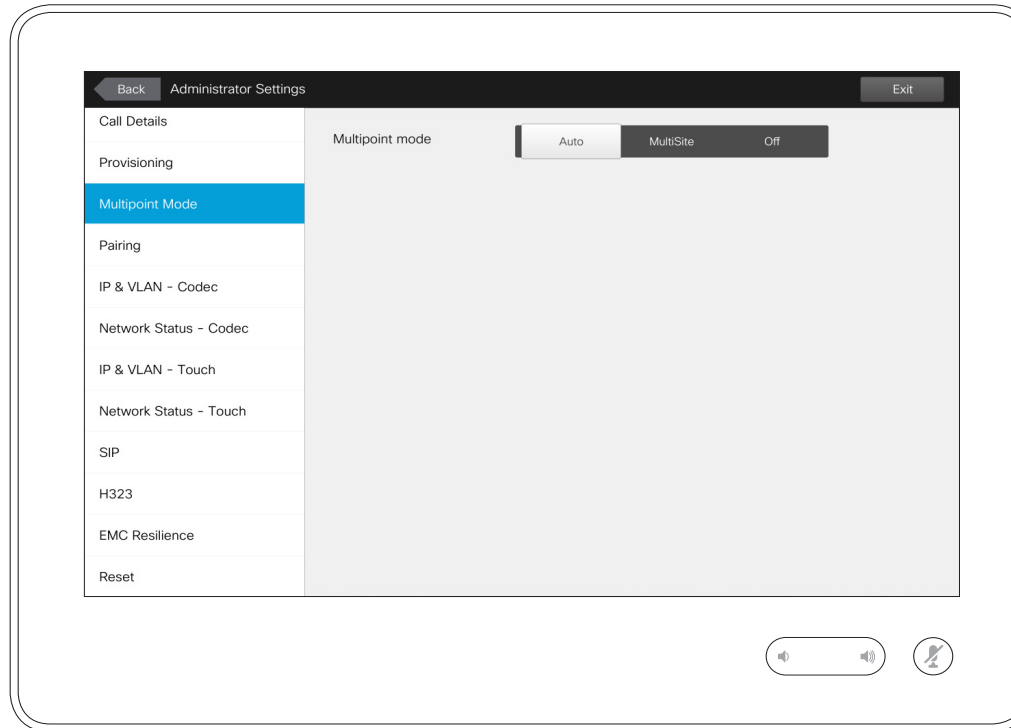 Back Administrator Settings Exit
Call Details
Multipoint mode Auto MultiSite Off
Provisioning
Multipoint Mode
Pairing
IP & VLAN - Codec
Network Status - Codec
IP & VLAN - Touch
Network Status - Touch
SIP
H323
EMC Resilience
Reset